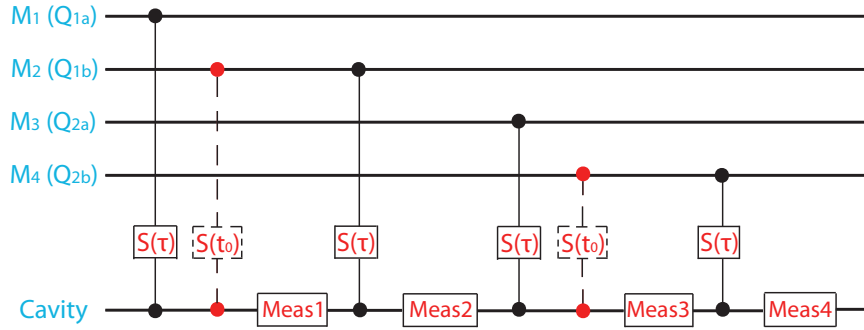 M₁ (Q₁ₐ)
M₂ (Q₁b)
M₃ (Q₂ₐ)
M₄ (Q₂b)
S(τ) S(t₀) S(τ) S(τ) S(t₀) S(τ)
Cavity Meas1 Meas2 Meas3 Meas4